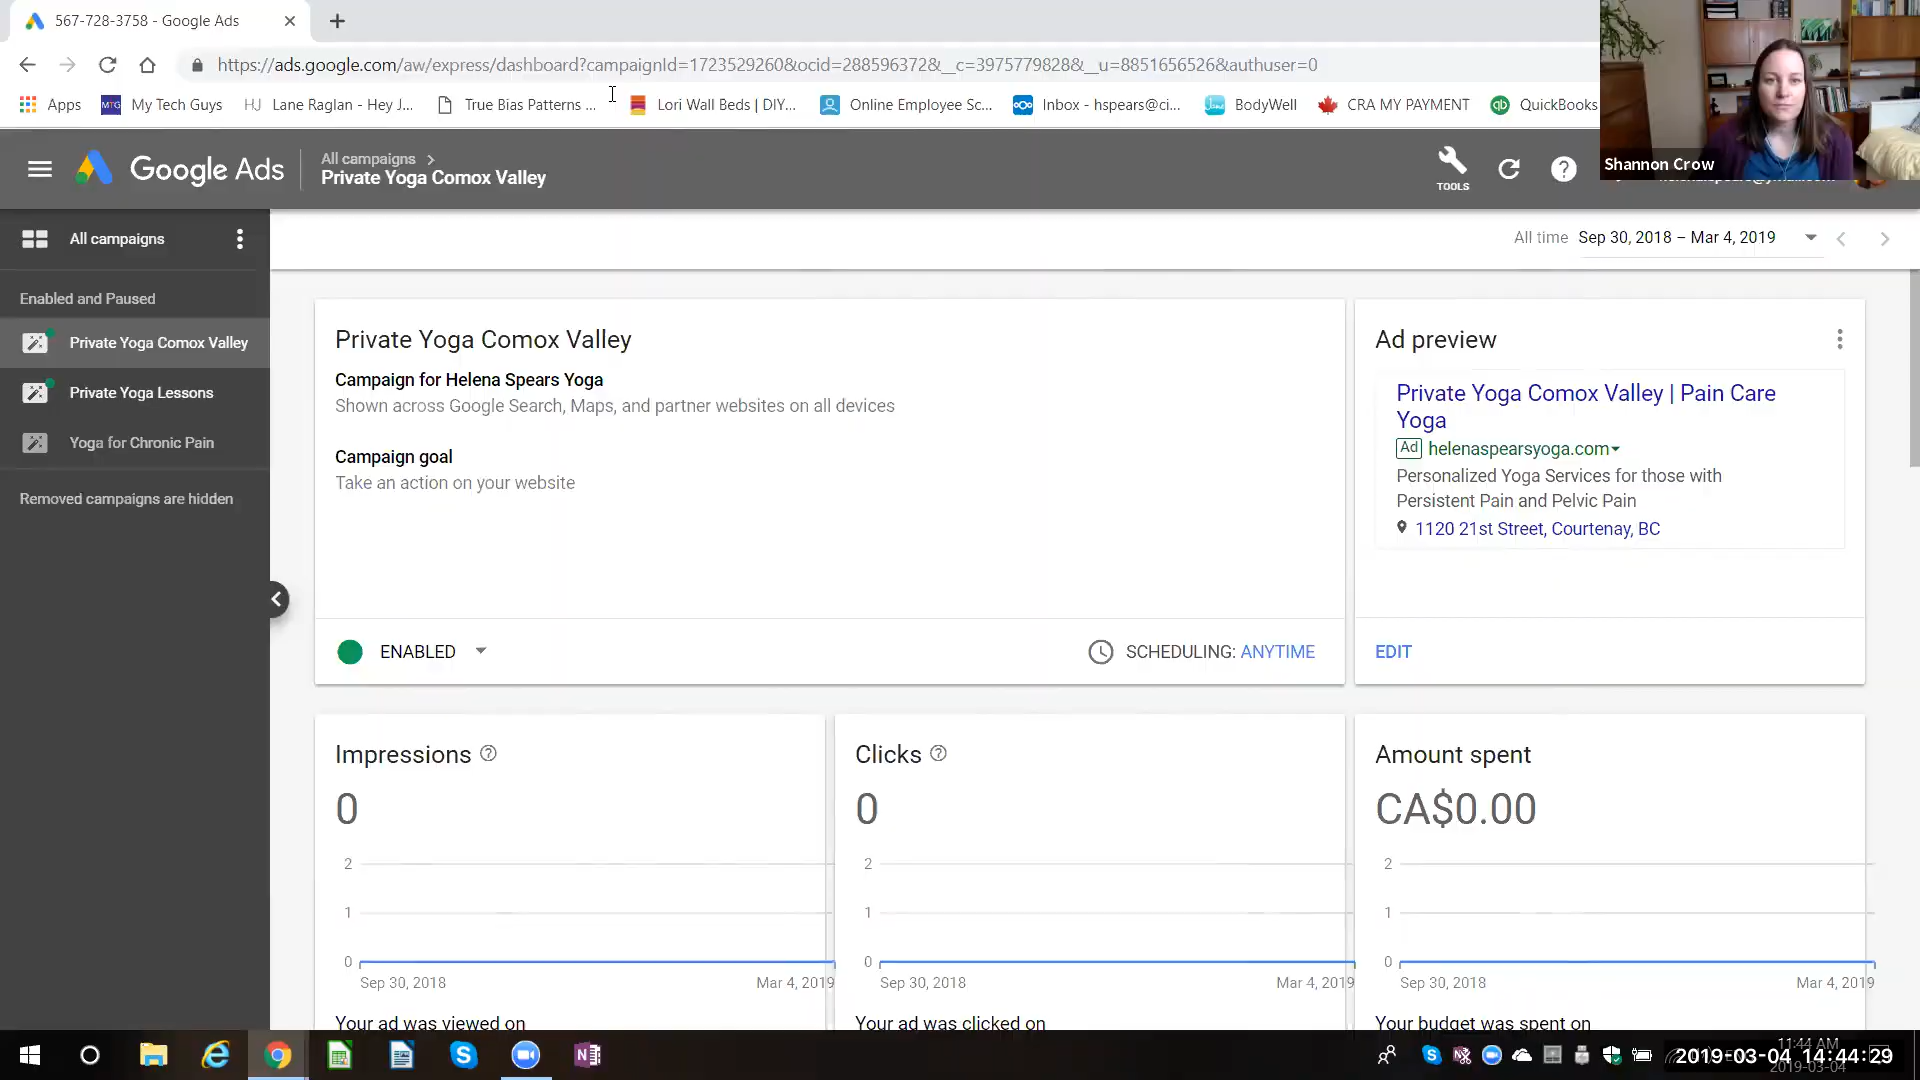 567-728-3758 - Google Ads
https://ads.google.com/aw/express/dashboard?campaignId=1723529260&ocid=288596372&__c=3975779828&__u=8851656526&authuser=0
Apps
MTG My Tech Guys
HJ Lane Raglan - Hey J...
True Bias Patterns ...
Lori Wall Beds | DIY...
Online Employee Sc...
Inbox - hspears@ci...
Jane BodyWell
CRA MY PAYMENT
qb QuickBooks
Shannon Crow
Google Ads
All campaigns
Private Yoga Comox Valley
TOOLS
All campaigns
All time Sep 30, 2018 – Mar 4, 2019
Enabled and Paused
Private Yoga Comox Valley
Private Yoga Lessons
Yoga for Chronic Pain
Removed campaigns are hidden
Private Yoga Comox Valley
Campaign for Helena Spears Yoga
Shown across Google Search, Maps, and partner websites on all devices
Campaign goal
Take an action on your website
ENABLED
SCHEDULING: ANYTIME
Ad preview
Private Yoga Comox Valley | Pain Care
Yoga
Ad helenaspearsyoga.com
Personalized Yoga Services for those with
Persistent Pain and Pelvic Pain
1120 21st Street, Courtenay, BC
EDIT
Impressions
0
2
1
0
Sep 30, 2018 Mar 4, 2019
Your ad was viewed on
Clicks
0
2
1
0
Sep 30, 2018 Mar 4, 2019
Your ad was clicked on
Amount spent
CA$0.00
2
1
0
Sep 30, 2018 Mar 4, 2019
Your budget was spent on
11:44 AM
2019-03-04 14:44:29
2019-03-04